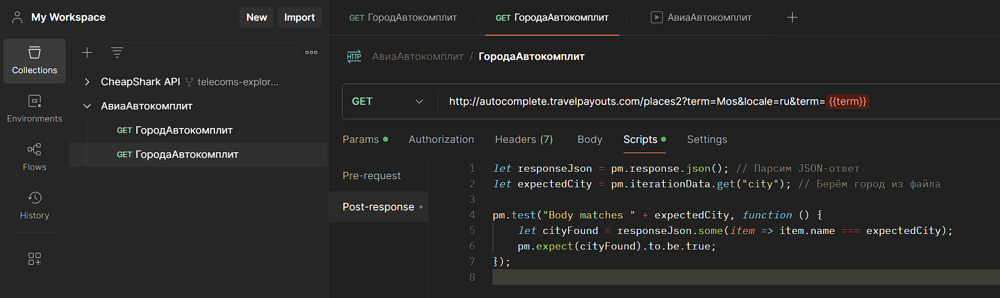 My Workspace
New
Import
GET ГородАвтокомплит
GET ГородаАвтокомплит
АвиаАвтокомплит
Collections
Environments
Flows
History
CheapShark API telecoms-explor...
АвиаАвтокомплит
GET ГородАвтокомплит
GET ГородаАвтокомплит
HTTP АвиаАвтокомплит / ГородаАвтокомплит
GET http://autocomplete.travelpayouts.com/places2?term=Mos&locale=ru&term={{term}}
Params Authorization Headers (7) Body Scripts Settings
Pre-request
Post-response
1 let responseJson = pm.response.json(); // Парсим JSON-ответ
2 let expectedCity = pm.iterationData.get("city"); // Берём город из файла
3
4 pm.test("Body matches " + expectedCity, function () {
5 let cityFound = responseJson.some(item => item.name === expectedCity);
6 pm.expect(cityFound).to.be.true;
7 });
8